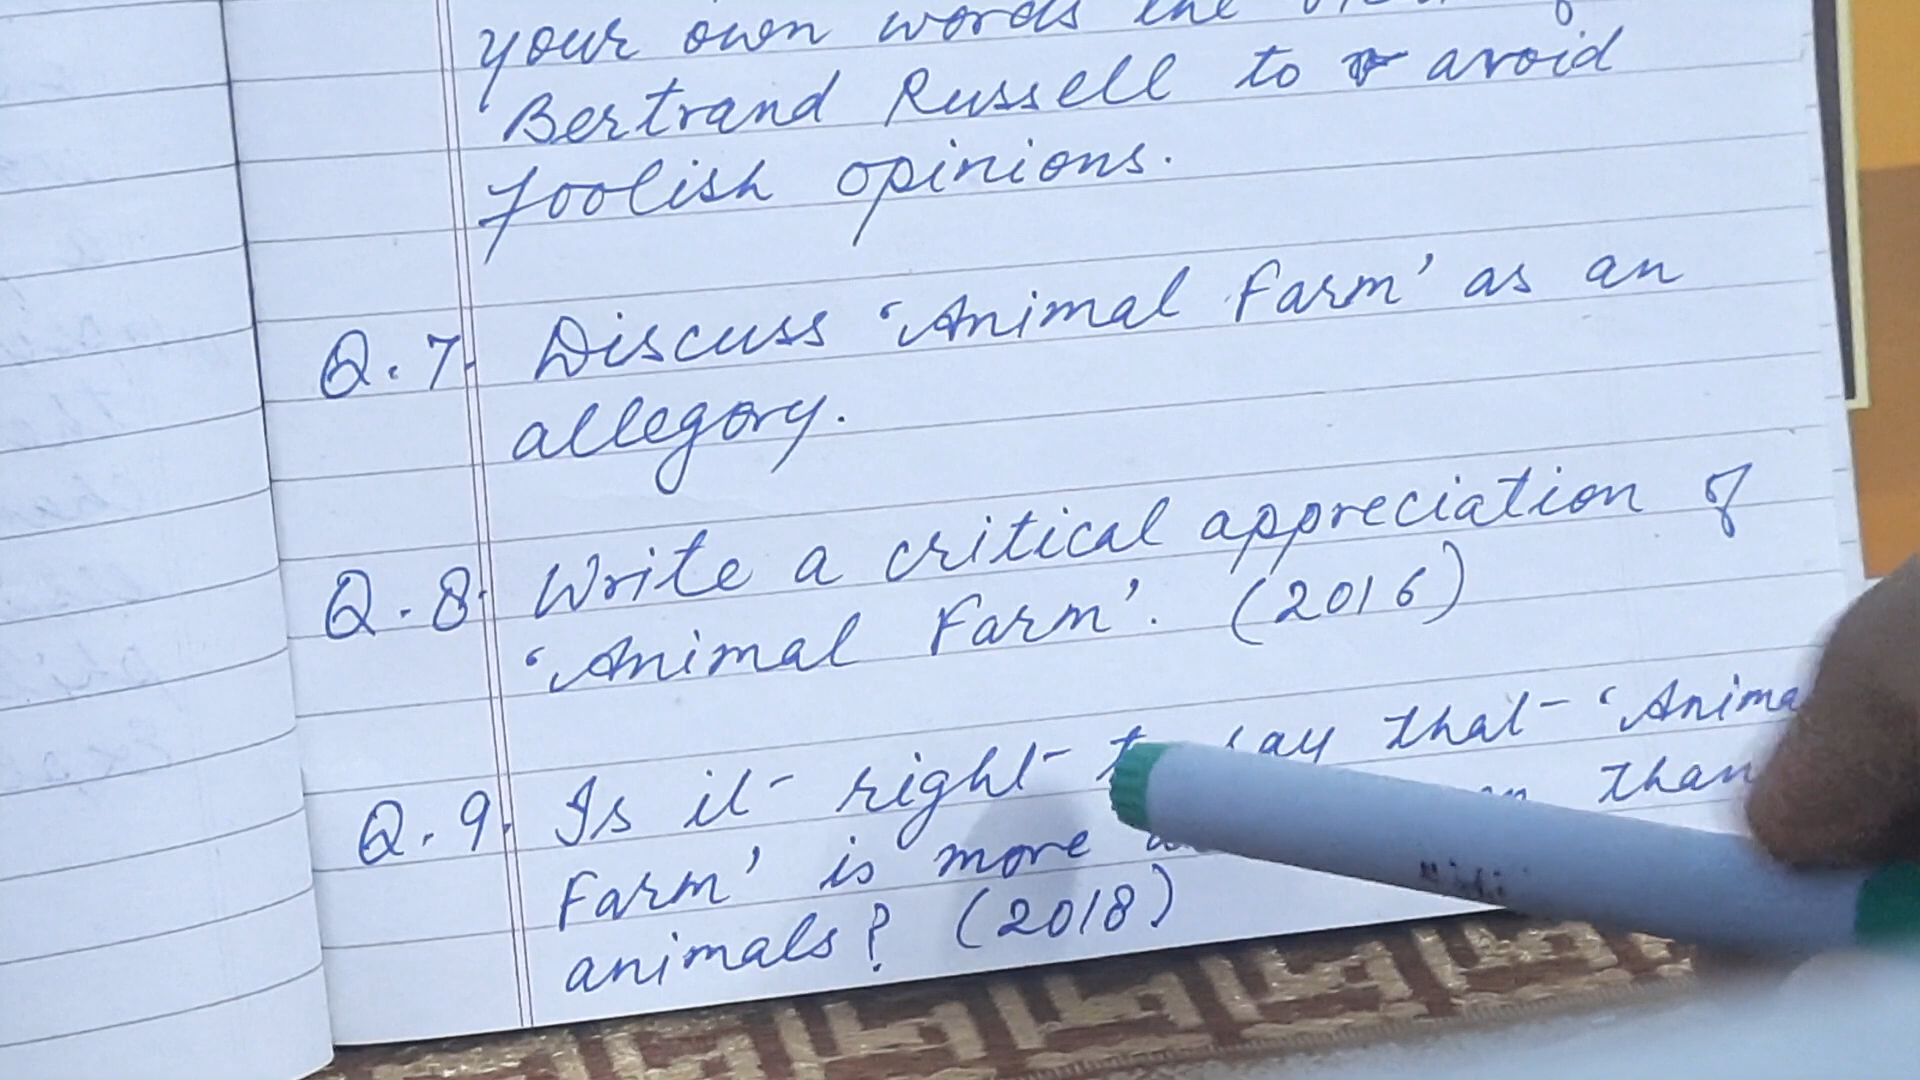 your own words the
Bertrand Russell to avoid
foolish opinions.
Q.7. Discuss 'Animal Farm' as an
allegory.
Q.8. Write a critical appreciation of
'Animal Farm'. (2016)
Q.9. Is it right to say that 'Anima
Farm' is more than
animals? (2018)